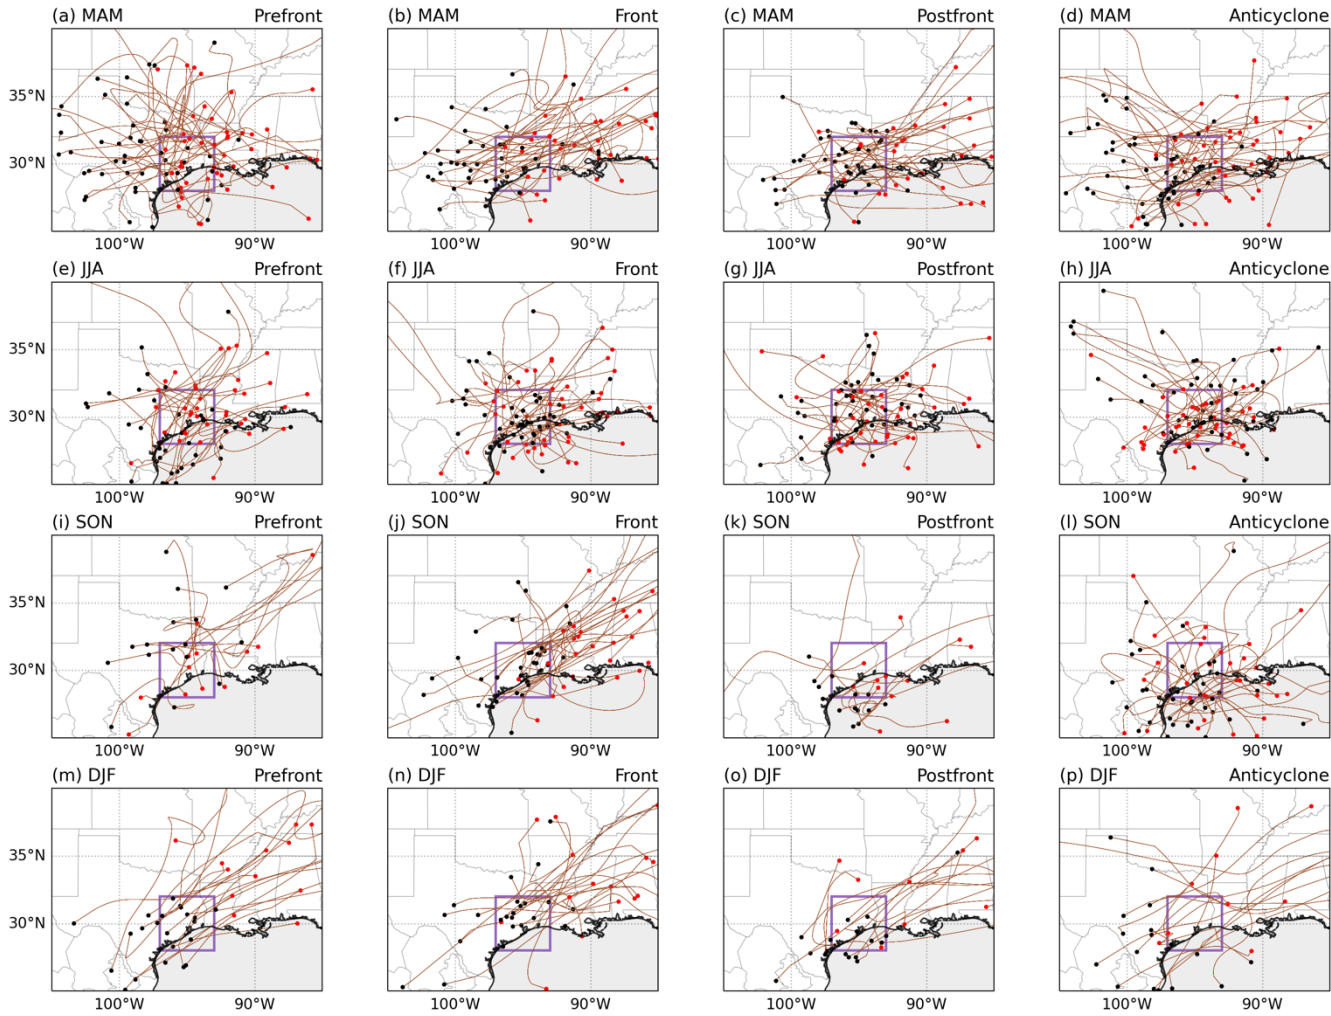 (a) MAM Prefront (b) MAM Front (c) MAM Postfront (d) MAM Anticyclone
35°N
30°N
100°W 90°W 100°W 90°W 100°W 90°W 100°W 90°W
(e) JJA Prefront (f) JJA Front (g) JJA Postfront (h) JJA Anticyclone
35°N
30°N
100°W 90°W 100°W 90°W 100°W 90°W 100°W 90°W
(i) SON Prefront (j) SON Front (k) SON Postfront (l) SON Anticyclone
35°N
30°N
100°W 90°W 100°W 90°W 100°W 90°W 100°W 90°W
(m) DJF Prefront (n) DJF Front (o) DJF Postfront (p) DJF Anticyclone
35°N
30°N
100°W 90°W 100°W 90°W 100°W 90°W 100°W 90°W